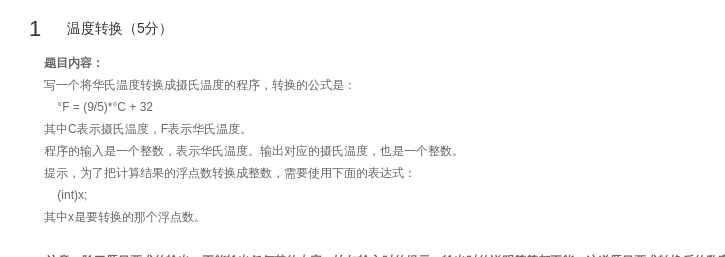 1 温度转换（5分）
题目内容：
写一个将华氏温度转换成摄氏温度的程序，转换的公式是：
°F = (9/5)*°C + 32
其中C表示摄氏温度，F表示华氏温度。
程序的输入是一个整数，表示华氏温度。输出对应的摄氏温度，也是一个整数。
提示，为了把计算结果的浮点数转换成整数，需要使用下面的表达式：
(int)x;
其中x是要转换的那个浮点数。